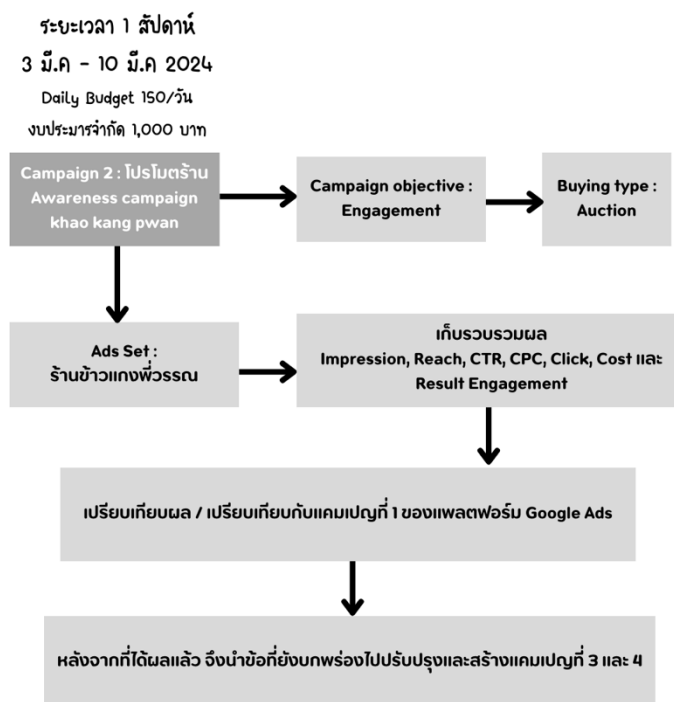 ระยะเวลา 1 สัปดาห์
3 มี.ค - 10 มี.ค 2024
Daily Budget 150/วัน
งบประมารจำกัด 1,000 บาท
Campaign 2 : โปรโมตร้าน
Awareness campaign
khao kang pwan
Campaign objective :
Engagement
Buying type :
Auction
Ads Set :
ร้านข้าวแกงพี่วรรณ
เก็บรวบรวมผล
Impression, Reach, CTR, CPC, Click, Cost และ
Result Engagement
เปรียบเทียบผล / เปรียบเทียบกับแคมเปญที่ 1 ของแพลตฟอร์ม Google Ads
หลังจากที่ได้ผลแล้ว จึงนำข้อที่ยังบกพร่องไปปรับปรุงและสร้างแคมเปญที่ 3 และ 4